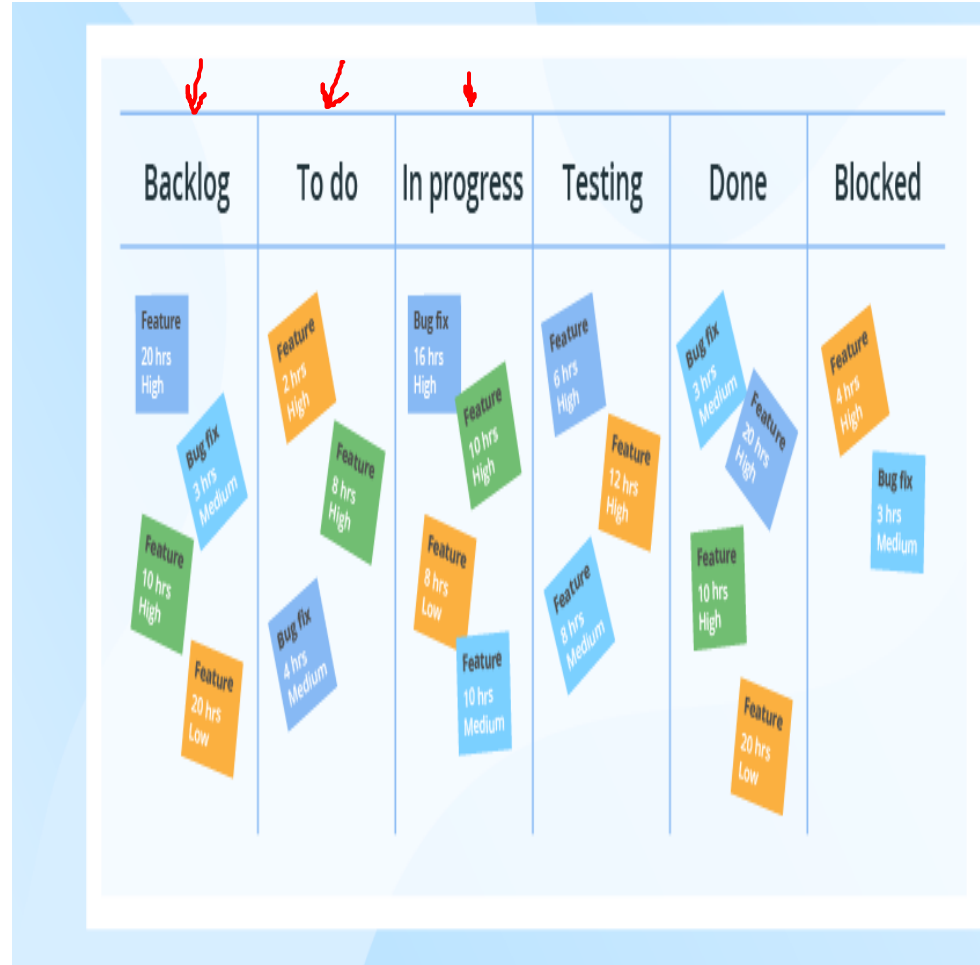 Backlog
To do
In progress
Testing
Done
Blocked
Feature
20 hrs
High
Bug fix
3 hrs
Medium
Feature
10 hrs
High
Feature
20 hrs
Low
Feature
2 hrs
High
Feature
8 hrs
High
Bug fix
4 hrs
Medium
Bug fix
16 hrs
High
Feature
10 hrs
High
Feature
8 hrs
Low
Feature
10 hrs
Medium
Feature
6 hrs
High
Feature
12 hrs
High
Feature
8 hrs
Medium
Bug fix
3 hrs
Medium
Feature
20 hrs
High
Feature
10 hrs
High
Feature
20 hrs
Low
Feature
4 hrs
High
Bug fix
3 hrs
Medium